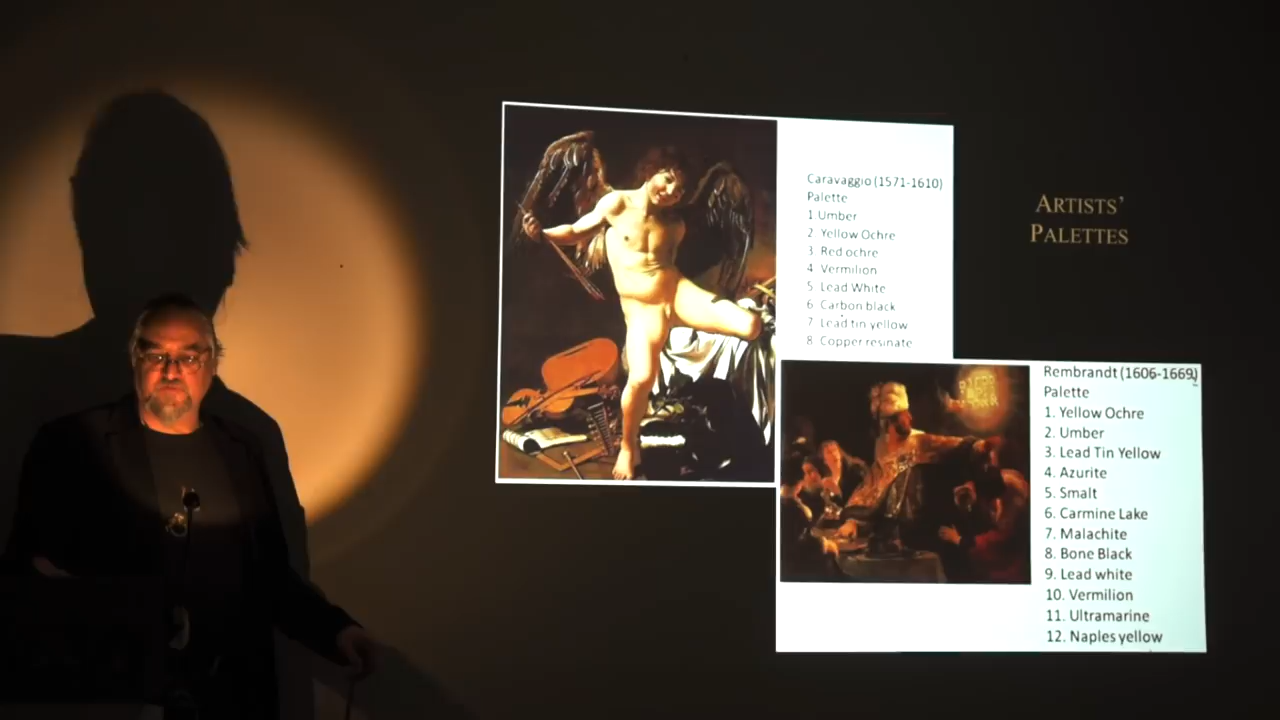 Caravaggio (1571-1610)
Palette
1.Umber
2 Yellow Ochre
3 Red ochre
4 Vermilion
5 Lead White
6 Carbon black
7 Lead tin yellow
8 Copper resinate
ARTISTS'
PALETTES
Rembrandt (1606-1669)
Palette
1. Yellow Ochre
2. Umber
3. Lead Tin Yellow
4. Azurite
5. Smalt
6. Carmine Lake
7. Malachite
8. Bone Black
9. Lead white
10. Vermilion
11. Ultramarine
12. Naples yellow